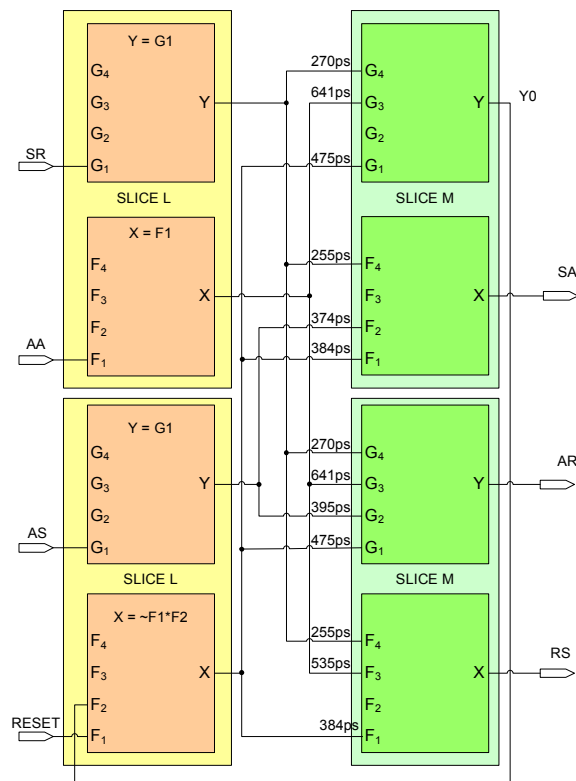 Y = G1
270ps
G4
G4
641ps
G3
Y
G3
Y
Y0
G2
G2
SR
G1
475ps
G1
SLICE L
SLICE M
X = F1
255ps
F4
F4
SA
F3
X
F3
X
374ps
F2
F2
AA
384ps
F1
F1
Y = G1
270ps
G4
G4
AR
641ps
G3
Y
G3
Y
395ps
G2
G2
AS
475ps
G1
G1
SLICE L
SLICE M
X = ~F1*F2
255ps
F4
F4
RS
535ps
F3
X
F3
X
F2
F2
RESET
384ps
F1
F1